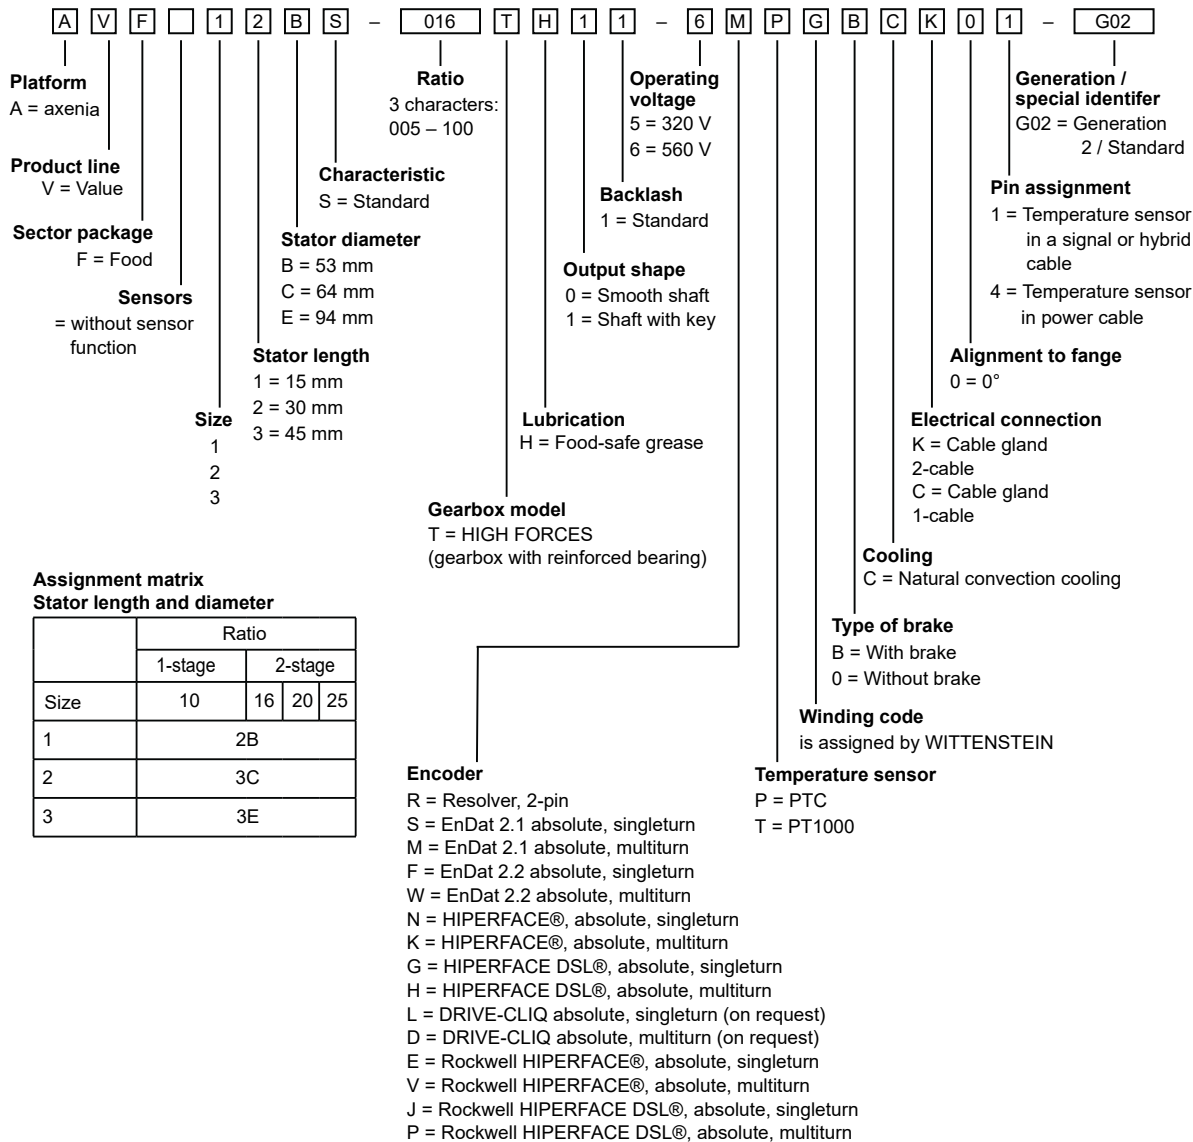 A V F 1 2 B S – 016 T H 1 1 – 6 M P G B C K 0 1 – G02
Platform
A = axenia
Product line
V = Value
Sector package
F = Food
Sensors
= without sensor
function
Size
1
2
3
Stator length
1 = 15 mm
2 = 30 mm
3 = 45 mm
Stator diameter
B = 53 mm
C = 64 mm
E = 94 mm
Characteristic
S = Standard
Ratio
3 characters:
005 – 100
Gearbox model
T = HIGH FORCES
(gearbox with reinforced bearing)
Lubrication
H = Food-safe grease
Output shape
0 = Smooth shaft
1 = Shaft with key
Backlash
1 = Standard
Operating
voltage
5 = 320 V
6 = 560 V
Encoder
R = Resolver, 2-pin
S = EnDat 2.1 absolute, singleturn
M = EnDat 2.1 absolute, multiturn
F = EnDat 2.2 absolute, singleturn
W = EnDat 2.2 absolute, multiturn
N = HIPERFACE®, absolute, singleturn
K = HIPERFACE®, absolute, multiturn
G = HIPERFACE DSL®, absolute, singleturn
H = HIPERFACE DSL®, absolute, multiturn
L = DRIVE-CLIQ absolute, singleturn (on request)
D = DRIVE-CLIQ absolute, multiturn (on request)
E = Rockwell HIPERFACE®, absolute, singleturn
V = Rockwell HIPERFACE®, absolute, multiturn
J = Rockwell HIPERFACE DSL®, absolute, singleturn
P = Rockwell HIPERFACE DSL®, absolute, multiturn
Temperature sensor
P = PTC
T = PT1000
Winding code
is assigned by WITTENSTEIN
Type of brake
B = With brake
0 = Without brake
Cooling
C = Natural convection cooling
Electrical connection
K = Cable gland
2-cable
C = Cable gland
1-cable
Alignment to fange
0 = 0°
Pin assignment
1 = Temperature sensor
in a signal or hybrid
cable
4 = Temperature sensor
in power cable
Generation /
special identifer
G02 = Generation
2 / Standard
Assignment matrix
Stator length and diameter
Ratio
1-stage 2-stage
Size 10 16 20 25
1 2B
2 3C
3 3E